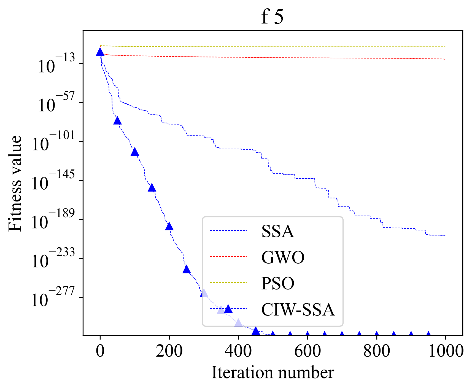 f 5
Fitness value
10^-13
10^-57
10^-101
10^-145
10^-189
10^-233
10^-277
SSA
GWO
PSO
CIW-SSA
0 200 400 600 800 1000
Iteration number